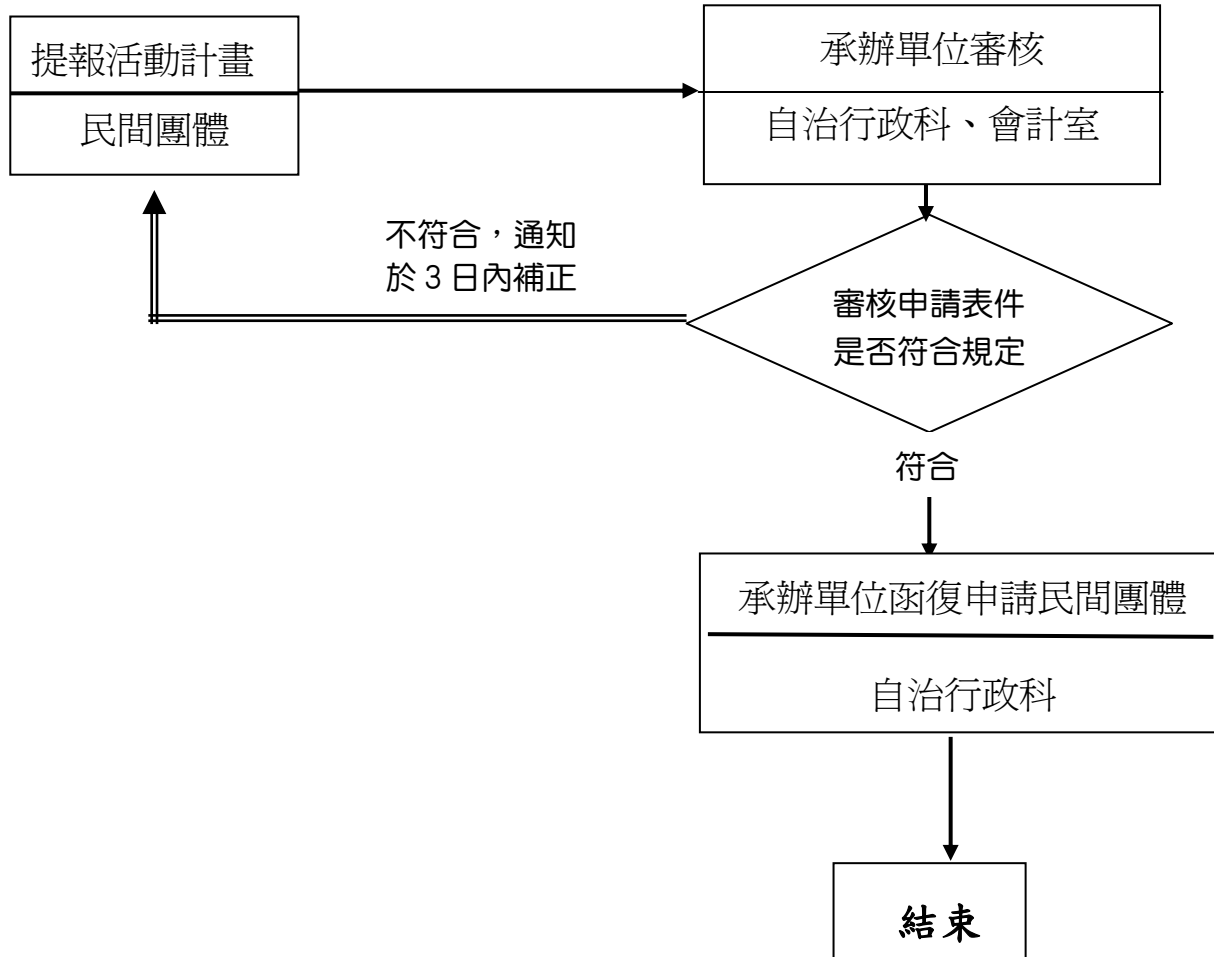 提報活動計畫
民間團體
承辦單位審核
自治行政科、會計室
不符合，通知
於3日內補正
審核申請表件
是否符合規定
符合
承辦單位函復申請民間團體
自治行政科
結束